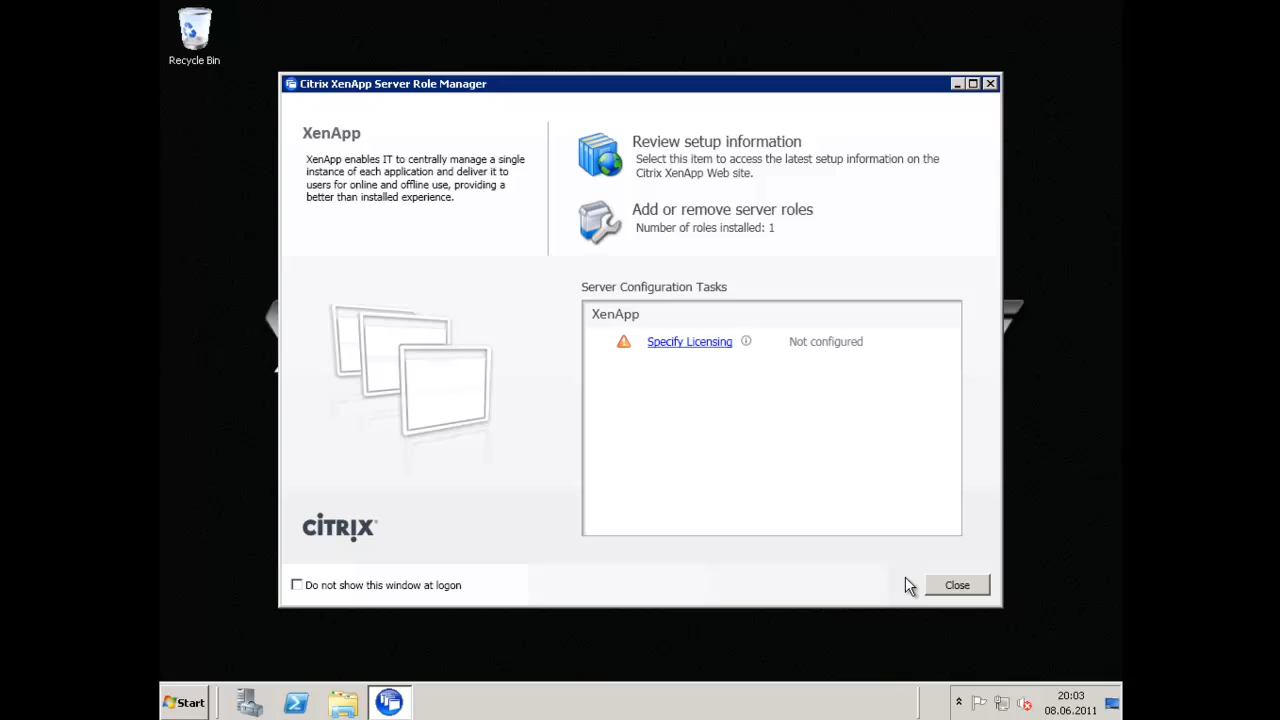 Recycle Bin
Citrix XenApp Server Role Manager
XenApp
XenApp enables IT to centrally manage a single
instance of each application and deliver it to
users for online and offline use, providing a
better than installed experience.
Review setup information
Select this item to access the latest setup information on the
Citrix XenApp Web site.
Add or remove server roles
Number of roles installed: 1
Server Configuration Tasks
XenApp
Specify Licensing Not configured
CITRIX
Do not show this window at logon
Close
Start
20:03
08.06.2011